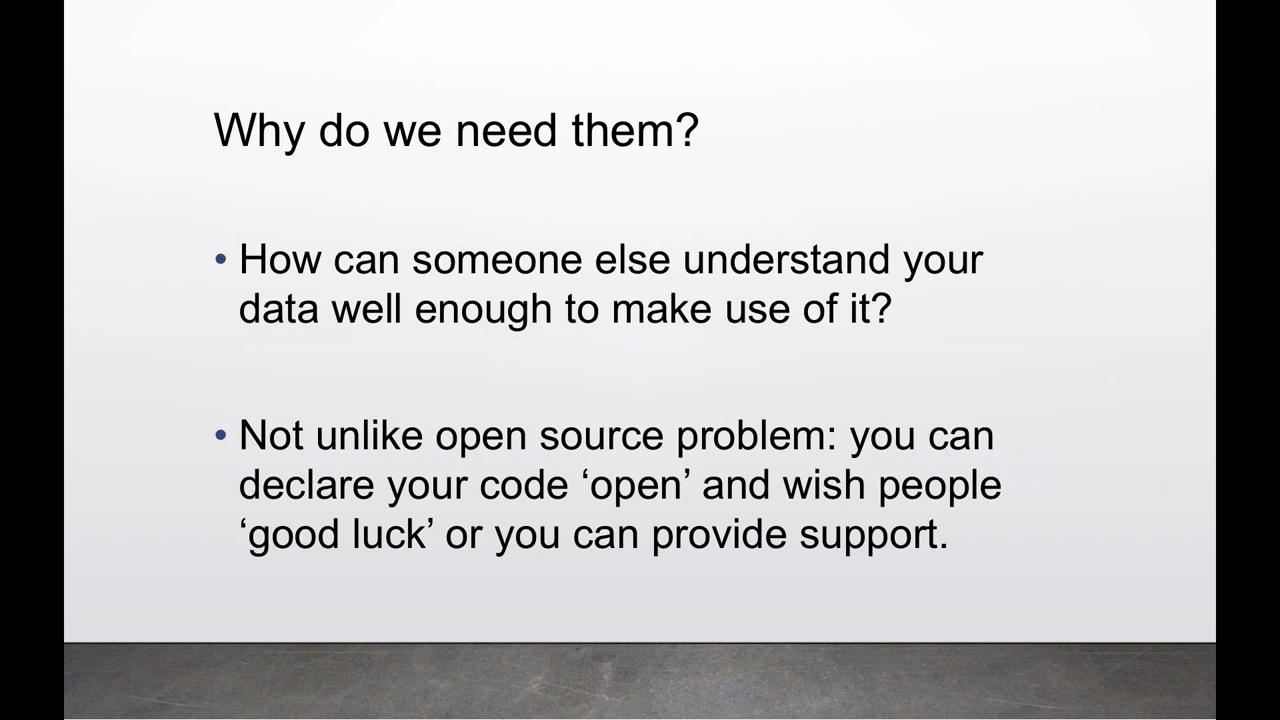 Why do we need them?
• How can someone else understand your
data well enough to make use of it?
• Not unlike open source problem: you can
declare your code ‘open’ and wish people
‘good luck’ or you can provide support.